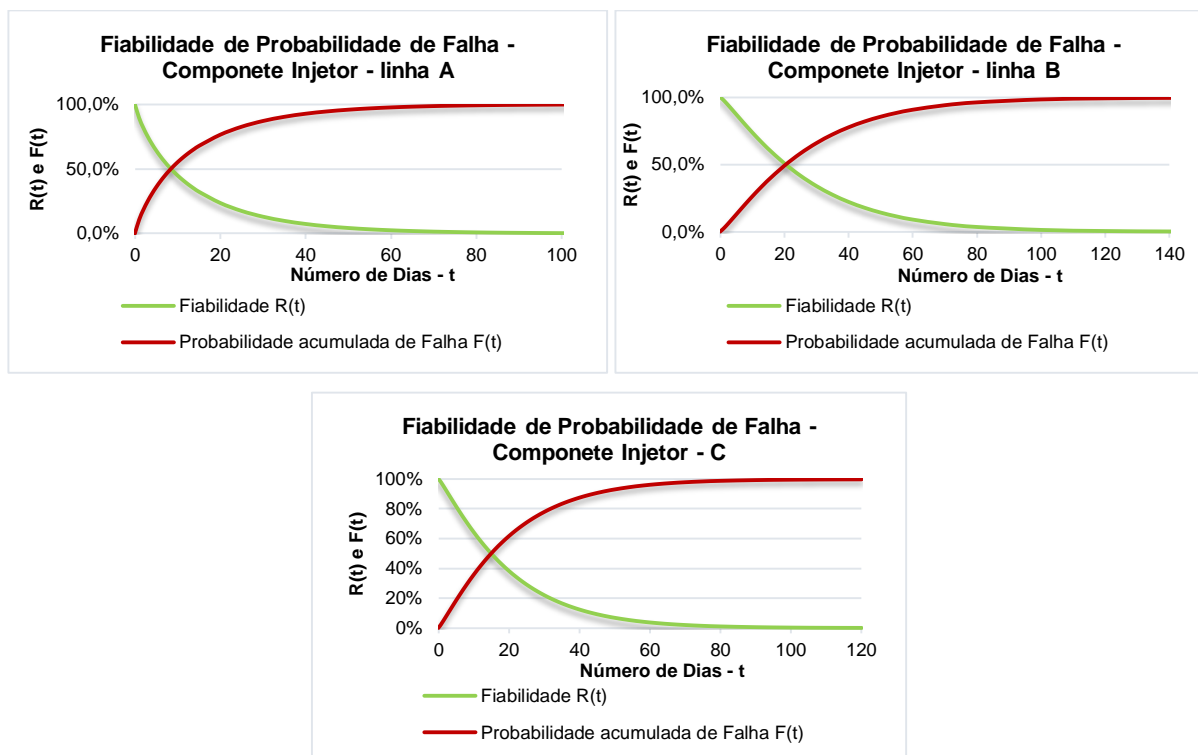 Fiabilidade de Probabilidade de Falha -
Componete Injetor - linha A
100,0%
50,0%
0,0%
R(t) e F(t)
0 20 40 60 80 100
Número de Dias - t
Fiabilidade R(t)
Probabilidade acumulada de Falha F(t)
Fiabilidade de Probabilidade de Falha -
Componete Injetor - linha B
100,0%
50,0%
0,0%
R(t) e F(t)
0 20 40 60 80 100 120 140
Número de Dias - t
Fiabilidade R(t)
Probabilidade acumulada de Falha F(t)
Fiabilidade de Probabilidade de Falha -
Componete Injetor - C
100%
80%
60%
40%
20%
0%
R(t) e F(t)
0 20 40 60 80 100 120
Número de Dias - t
Fiabilidade R(t)
Probabilidade acumulada de Falha F(t)